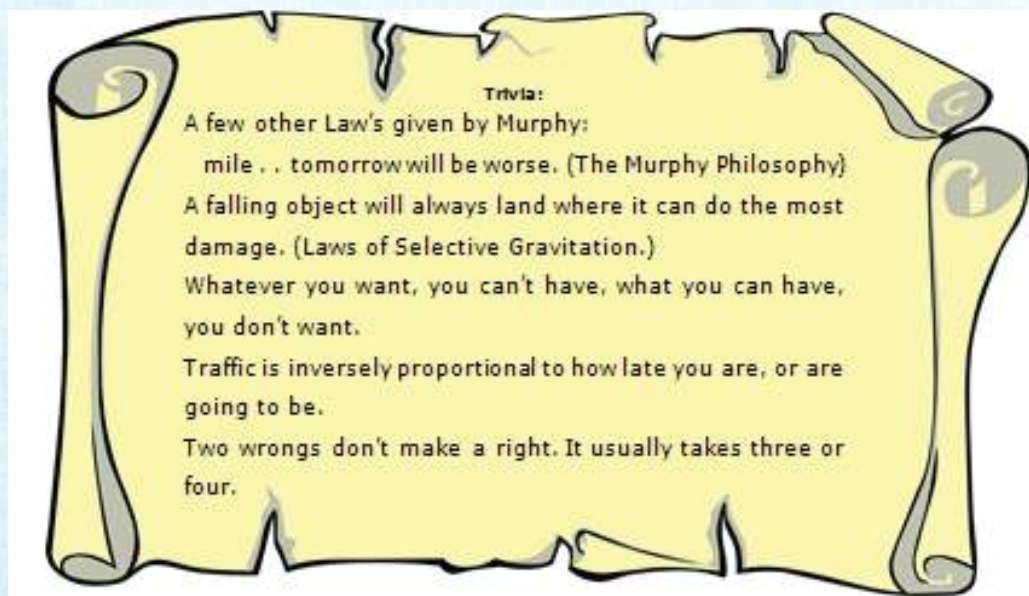 Trivia:
A few other Law's given by Murphy:
mile . . tomorrow will be worse. (The Murphy Philosophy)
A falling object will always land where it can do the most
damage. (Laws of Selective Gravitation.)
Whatever you want, you can't have, what you can have,
you don't want.
Traffic is inversely proportional to how late you are, or are
going to be.
Two wrongs don't make a right. It usually takes three or
four.